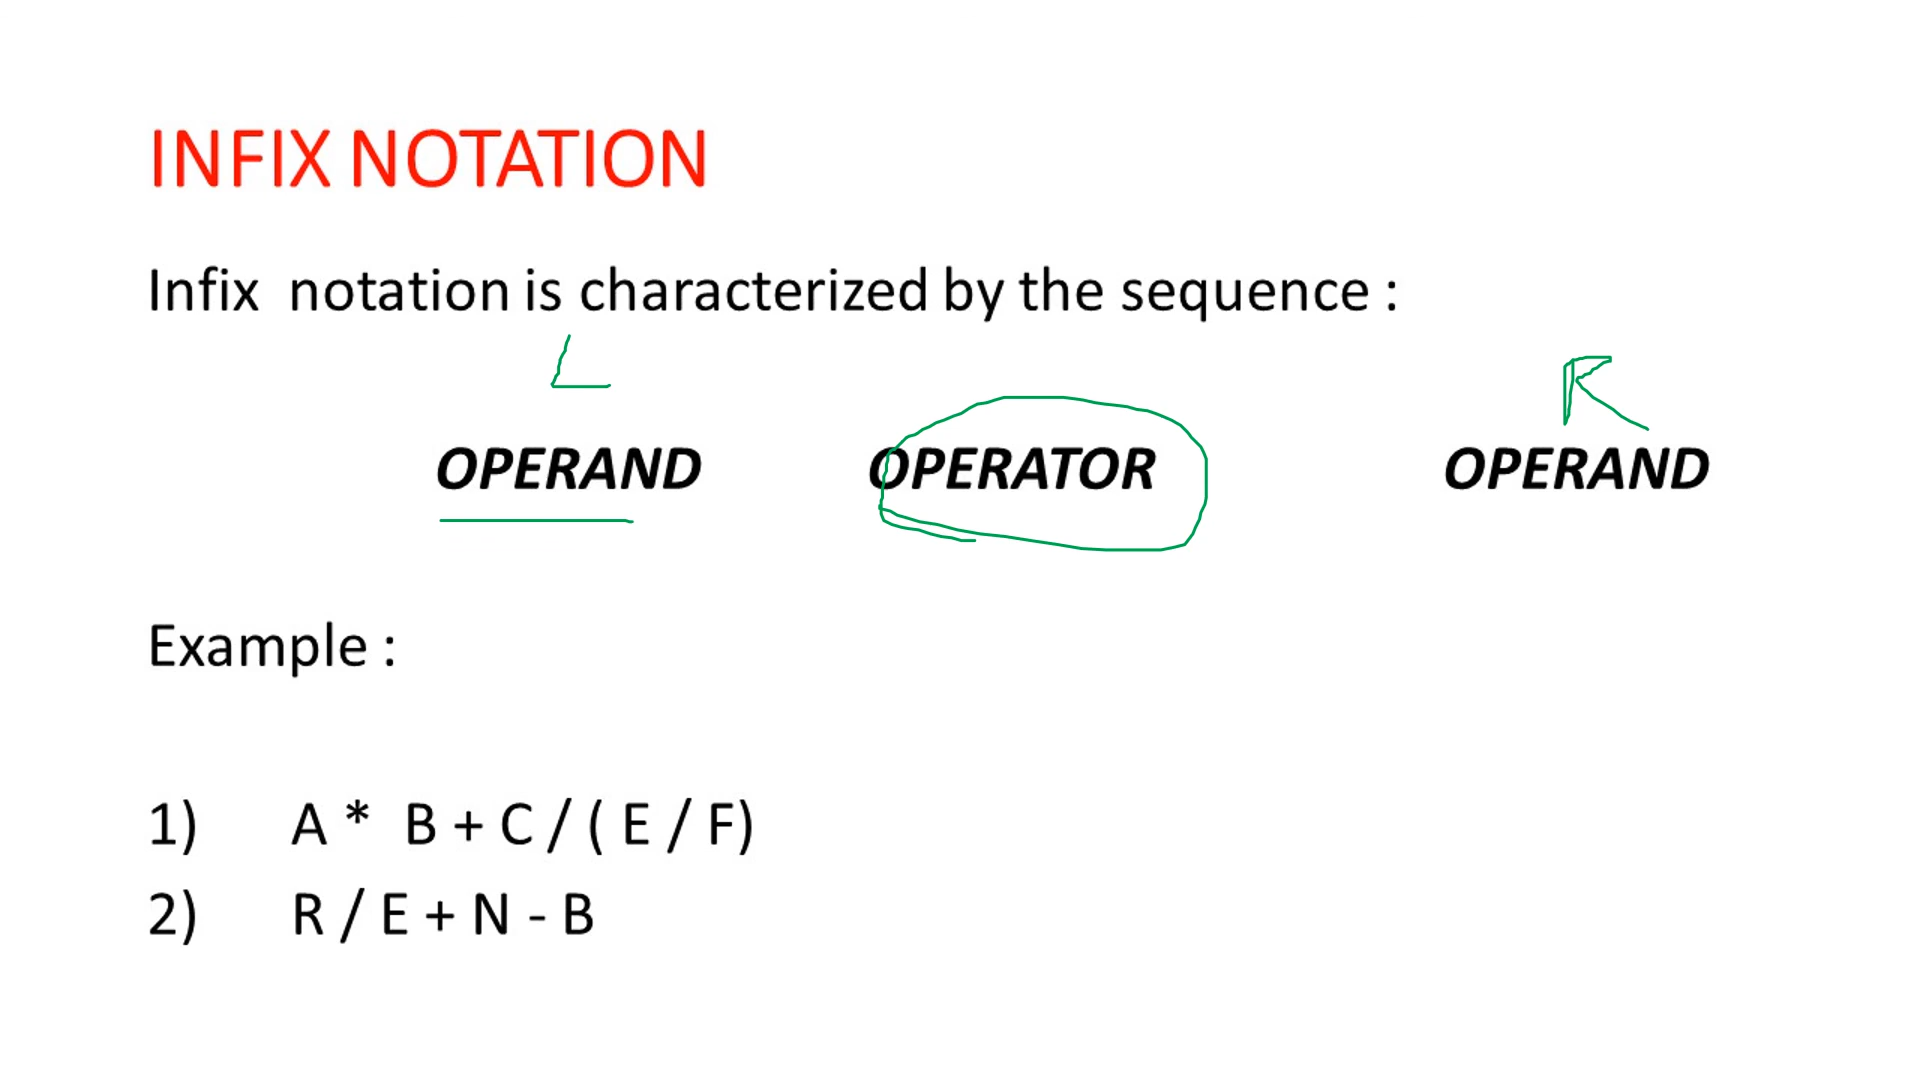 INFIX NOTATION
Infix notation is characterized by the sequence :
L R
OPERAND OPERATOR OPERAND
Example :
1) A * B + C / ( E / F)
2) R / E + N - B